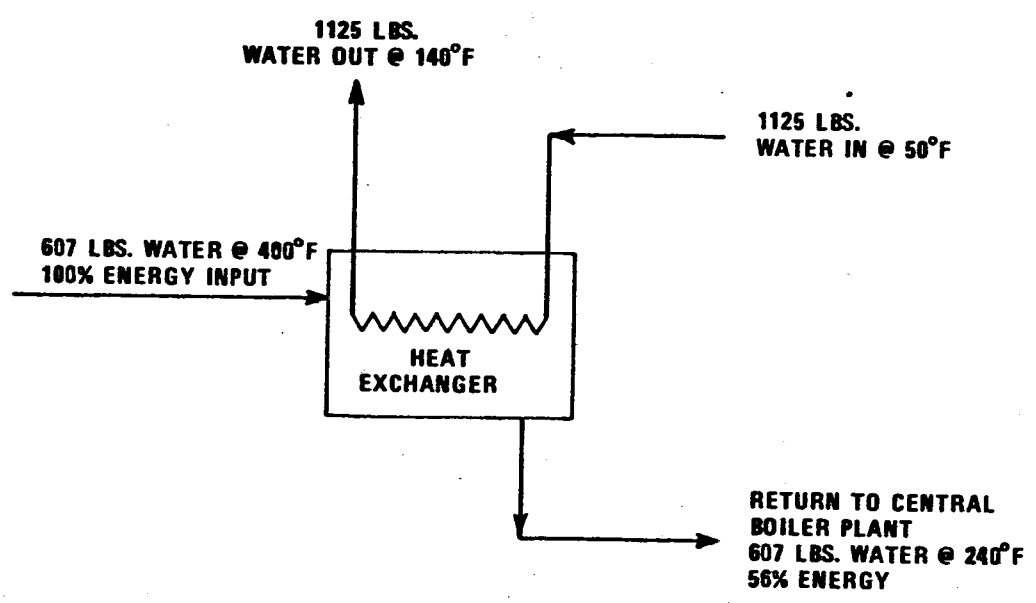 1125 LBS.
WATER OUT @ 140°F
1125 LBS.
WATER IN @ 50°F
607 LBS. WATER @ 400°F
100% ENERGY INPUT
HEAT
EXCHANGER
RETURN TO CENTRAL
BOILER PLANT
607 LBS. WATER @ 240°F
56% ENERGY